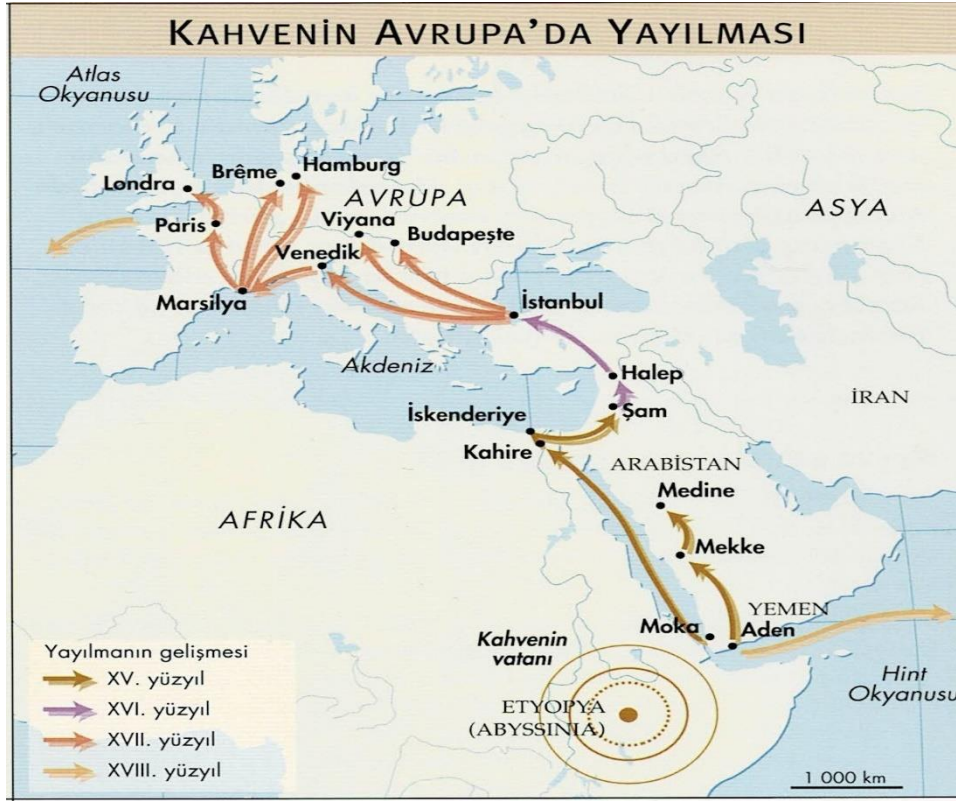 KAHVENİN AVRUPA'DA YAYILMASI
Atlas
Okyanusu
Londra
Brême
Hamburg
AVRUPA
ASYA
Paris
Viyana
Budapeşte
Venedik
Marsilya
İstanbul
Akdeniz
Halep
İRAN
İskenderiye
Şam
Kahire
ARABİSTAN
Medine
AFRİKA
Mekke
YEMEN
Moka
Aden
Kahvenin
vatanı
Hint
Okyanusu
ETYOPYA
(ABYSSINIA)
Yayılmanın gelişmesi
XV. yüzyıl
XVI. yüzyıl
XVII. yüzyıl
XVIII. yüzyıl
1 000 km